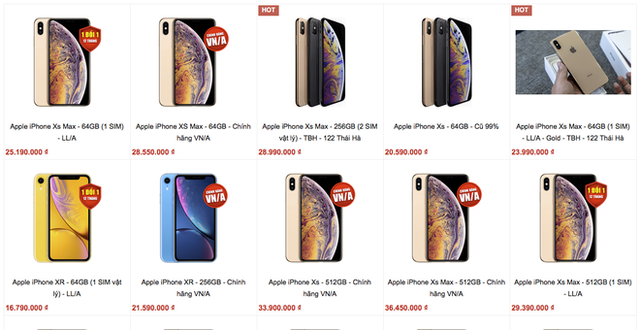 HOT
HOT
1 ĐỔI 1
12 THÁNG
CHÍNH HÃNG
VN/A
Apple iPhone Xs Max - 64GB (1 SIM)
- LL/A
25.190.000 ₫
Apple iPhone XS Max - 64GB - Chính
hãng VN/A
28.550.000 ₫
Apple iPhone Xs Max - 256GB (2 SIM
vật lý) - TBH - 122 Thái Hà
28.990.000 ₫
Apple iPhone Xs - 64GB - Cũ 99%
20.590.000 ₫
Apple iPhone Xs Max - 64GB (1 SIM)
- LL/A - Gold - TBH - 122 Thái Hà
23.990.000 ₫
1 ĐỔI 1
12 THÁNG
CHÍNH HÃNG
VN/A
CHÍNH HÃNG
VN/A
CHÍNH HÃNG
VN/A
1 ĐỔI 1
12 THÁNG
Apple iPhone XR - 64GB (1 SIM vật
lý) - LL/A
16.790.000 ₫
Apple iPhone XR - 256GB - Chính
hãng VN/A
21.590.000 ₫
Apple iPhone Xs - 512GB - Chính
hãng VN/A
33.900.000 ₫
Apple iPhone Xs Max - 512GB - Chính
hãng VN/A
36.450.000 ₫
Apple iPhone Xs Max - 512GB (1 SIM)
- LL/A
29.390.000 ₫